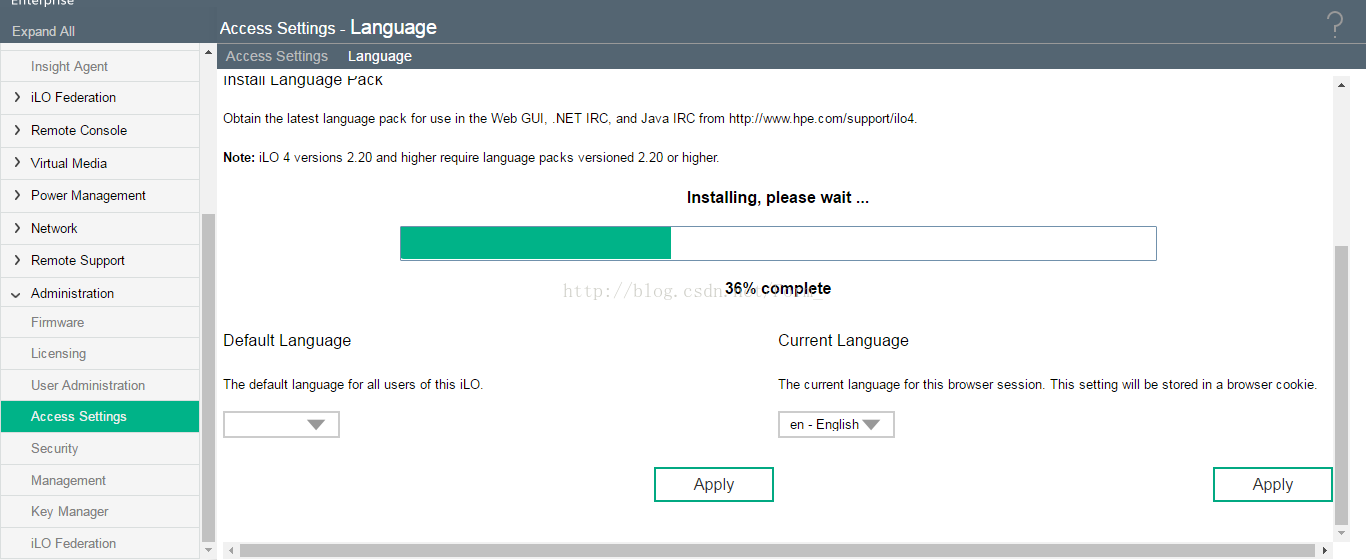 Enterprise
Expand All
Access Settings - Language
Access Settings Language
Insight Agent
iLO Federation
Remote Console
Virtual Media
Power Management
Network
Remote Support
Administration
Firmware
Licensing
User Administration
Access Settings
Security
Management
Key Manager
iLO Federation
Install Language Pack
Obtain the latest language pack for use in the Web GUI, .NET IRC, and Java IRC from http://www.hpe.com/support/ilo4.
Note: iLO 4 versions 2.20 and higher require language packs versioned 2.20 or higher.
Installing, please wait ...
36% complete
http://blog.csdn.net/
Default Language
The default language for all users of this iLO.
Apply
Current Language
The current language for this browser session. This setting will be stored in a browser cookie.
en - English
Apply